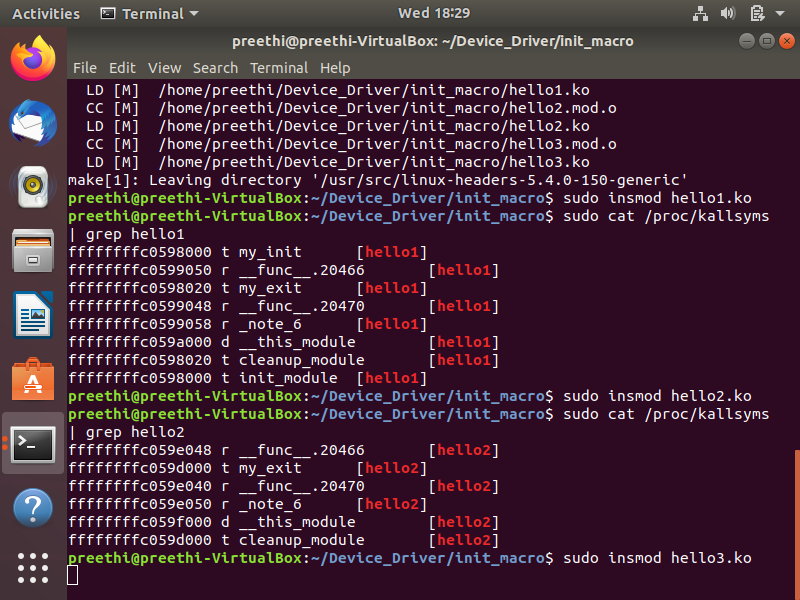 Activities Terminal Wed 18:29
preethi@preethi-VirtualBox: ~/Device_Driver/init_macro
File Edit View Search Terminal Help
LD [M] /home/preethi/Device_Driver/init_macro/hello1.ko
CC [M] /home/preethi/Device_Driver/init_macro/hello2.mod.o
LD [M] /home/preethi/Device_Driver/init_macro/hello2.ko
CC [M] /home/preethi/Device_Driver/init_macro/hello3.mod.o
LD [M] /home/preethi/Device_Driver/init_macro/hello3.ko
make[1]: Leaving directory '/usr/src/linux-headers-5.4.0-150-generic'
preethi@preethi-VirtualBox:~/Device_Driver/init_macro$ sudo insmod hello1.ko
preethi@preethi-VirtualBox:~/Device_Driver/init_macro$ sudo cat /proc/kallsyms
| grep hello1
ffffffffc0598000 t my_init [hello1]
ffffffffc0599050 r __func__.20466 [hello1]
ffffffffc0598020 t my_exit [hello1]
ffffffffc0599048 r __func__.20470 [hello1]
ffffffffc0599058 r _note_6 [hello1]
ffffffffc059a000 d __this_module [hello1]
ffffffffc0598020 t cleanup_module [hello1]
ffffffffc0598000 t init_module [hello1]
preethi@preethi-VirtualBox:~/Device_Driver/init_macro$ sudo insmod hello2.ko
preethi@preethi-VirtualBox:~/Device_Driver/init_macro$ sudo cat /proc/kallsyms
| grep hello2
ffffffffc059e048 r __func__.20466 [hello2]
ffffffffc059d000 t my_exit [hello2]
ffffffffc059e040 r __func__.20470 [hello2]
ffffffffc059e050 r _note_6 [hello2]
ffffffffc059f000 d __this_module [hello2]
ffffffffc059d000 t cleanup_module [hello2]
preethi@preethi-VirtualBox:~/Device_Driver/init_macro$ sudo insmod hello3.ko